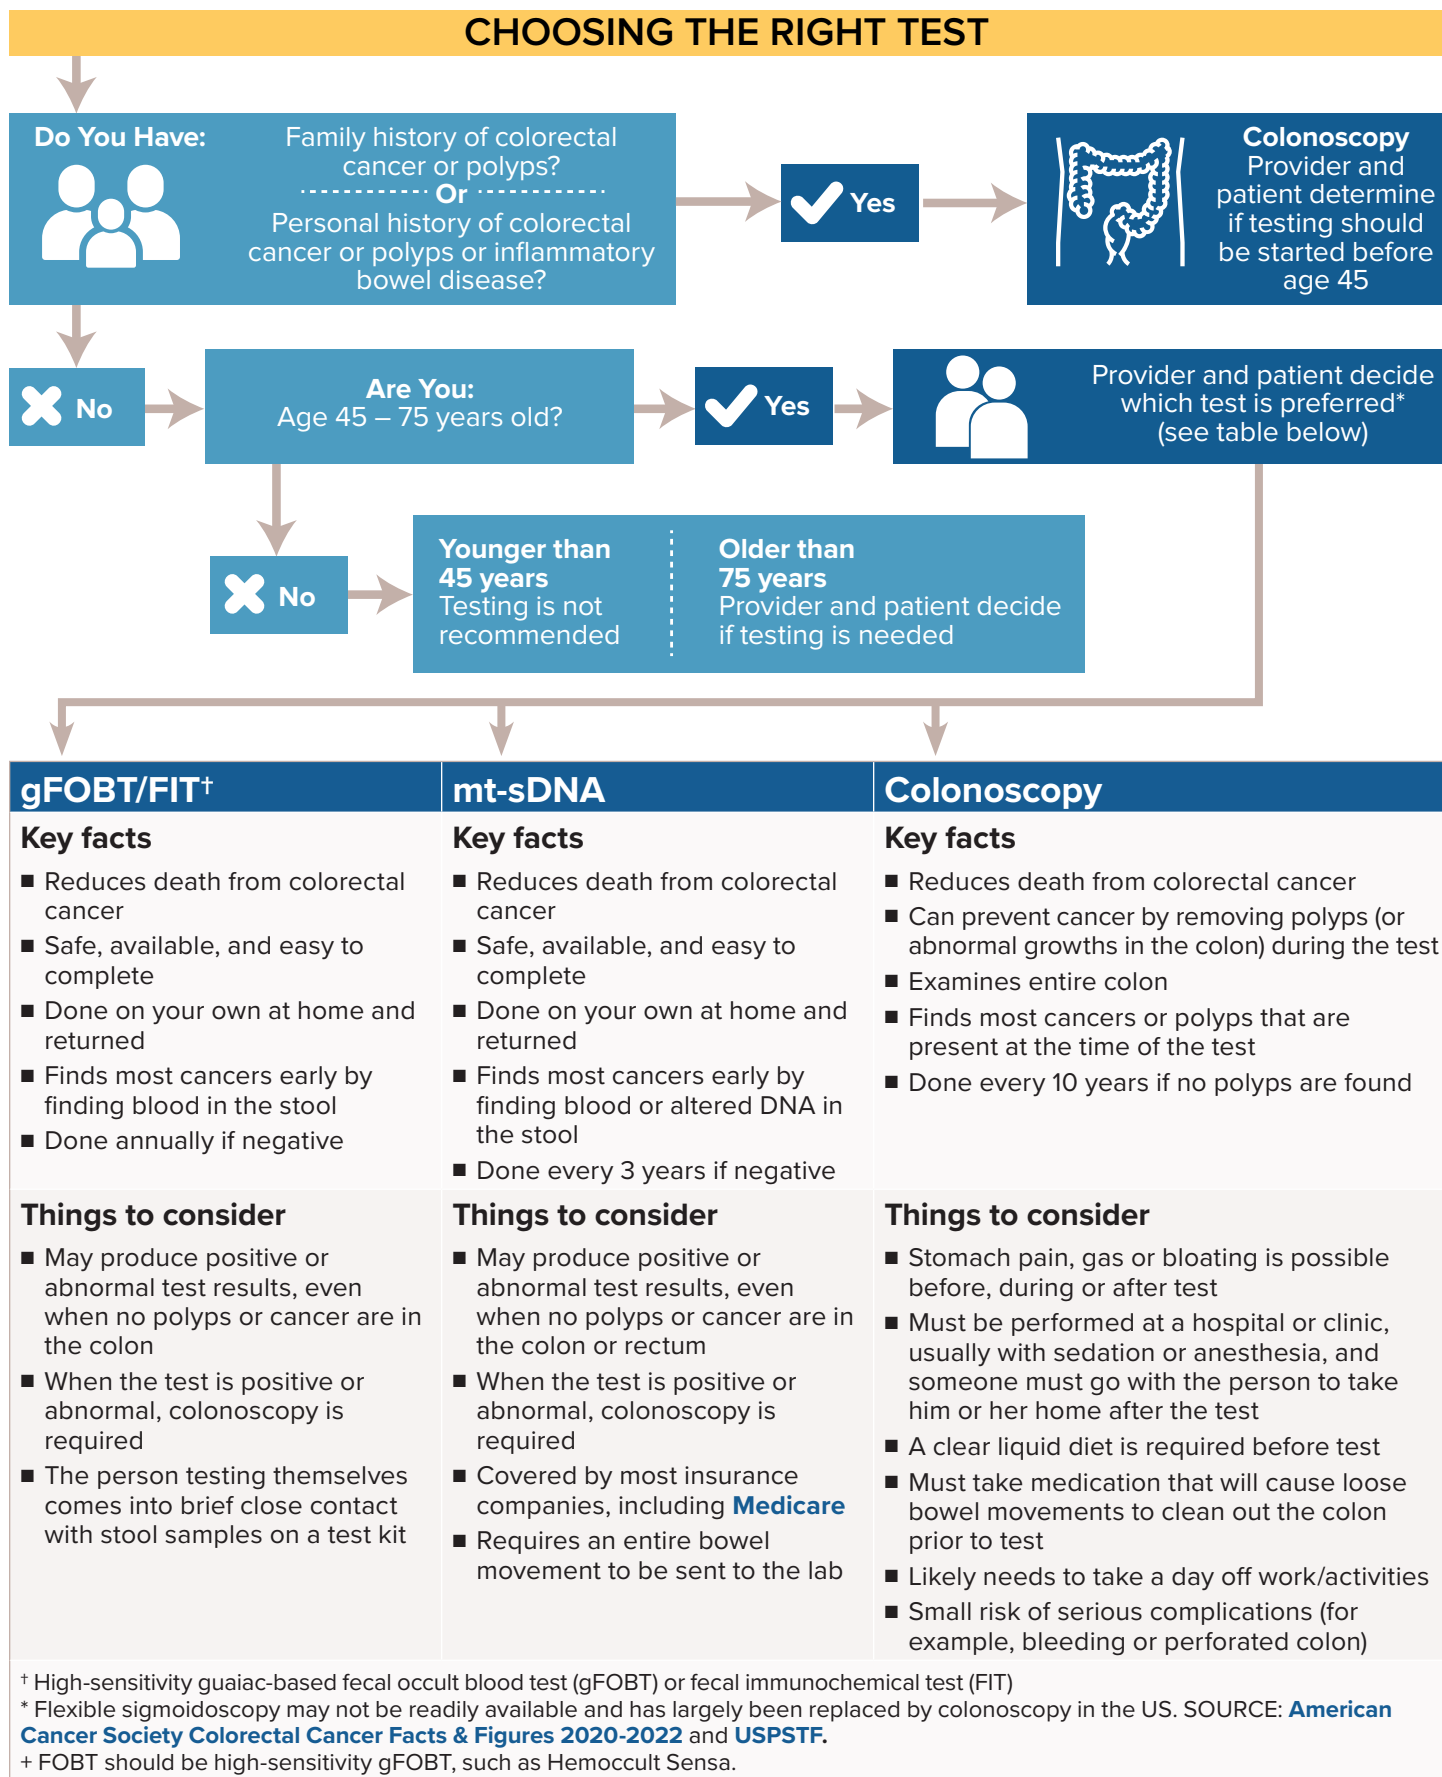 CHOOSING THE RIGHT TEST
Do You Have:
Family history of colorectal
cancer or polyps?
Or
Personal history of colorectal
cancer or polyps or inflammatory
bowel disease?
Yes
Colonoscopy
Provider and
patient determine
if testing should
be started before
age 45
No
Are You:
Age 45 – 75 years old?
Yes
Provider and patient decide
which test is preferred*
(see table below)
No
Younger than
45 years
Testing is not
recommended
Older than
75 years
Provider and patient decide
if testing is needed
gFOBT/FIT†
Key facts
■ Reduces death from colorectal
cancer
■ Safe, available, and easy to
complete
■ Done on your own at home and
returned
■ Finds most cancers early by
finding blood in the stool
■ Done annually if negative
Things to consider
■ May produce positive or
abnormal test results, even
when no polyps or cancer are in
the colon
■ When the test is positive or
abnormal, colonoscopy is
required
■ The person testing themselves
comes into brief close contact
with stool samples on a test kit
mt-sDNA
Key facts
■ Reduces death from colorectal
cancer
■ Safe, available, and easy to
complete
■ Done on your own at home and
returned
■ Finds most cancers early by
finding blood or altered DNA in
the stool
■ Done every 3 years if negative
Things to consider
■ May produce positive or
abnormal test results, even
when no polyps or cancer are in
the colon or rectum
■ When the test is positive or
abnormal, colonoscopy is
required
■ Covered by most insurance
companies, including Medicare
■ Requires an entire bowel
movement to be sent to the lab
Colonoscopy
Key facts
■ Reduces death from colorectal cancer
■ Can prevent cancer by removing polyps (or
abnormal growths in the colon) during the test
■ Examines entire colon
■ Finds most cancers or polyps that are
present at the time of the test
■ Done every 10 years if no polyps are found
Things to consider
■ Stomach pain, gas or bloating is possible
before, during or after test
■ Must be performed at a hospital or clinic,
usually with sedation or anesthesia, and
someone must go with the person to take
him or her home after the test
■ A clear liquid diet is required before test
■ Must take medication that will cause loose
bowel movements to clean out the colon
prior to test
■ Likely needs to take a day off work/activities
■ Small risk of serious complications (for
example, bleeding or perforated colon)
† High-sensitivity guaiac-based fecal occult blood test (gFOBT) or fecal immunochemical test (FIT)
* Flexible sigmoidoscopy may not be readily available and has largely been replaced by colonoscopy in the US. SOURCE: American
Cancer Society Colorectal Cancer Facts & Figures 2020-2022 and USPSTF.
+ FOBT should be high-sensitivity gFOBT, such as Hemoccult Sensa.